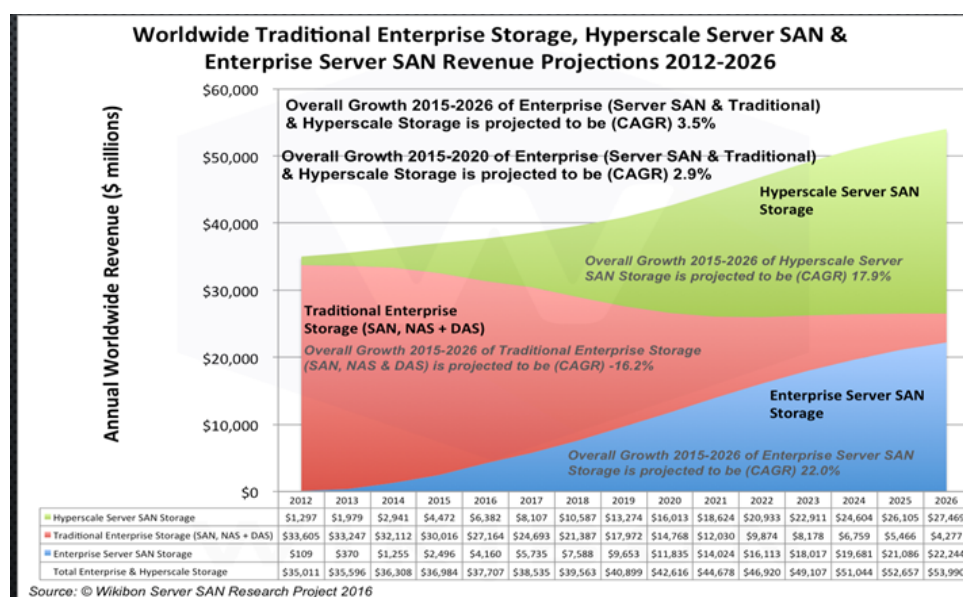 Worldwide Traditional Enterprise Storage, Hyperscale Server SAN &
Enterprise Server SAN Revenue Projections 2012-2026
Annual Worldwide Revenue ($ millions)
$60,000
$50,000
$40,000
$30,000
$20,000
$10,000
$0
Overall Growth 2015-2026 of Enterprise (Server SAN & Traditional)
& Hyperscale Storage is projected to be (CAGR) 3.5%
Overall Growth 2015-2020 of Enterprise (Server SAN & Traditional)
& Hyperscale Storage is projected to be (CAGR) 2.9%
Hyperscale Server SAN
Storage
Overall Growth 2015-2026 of Hyperscale Server
SAN Storage is projected to be (CAGR) 17.9%
Traditional Enterprise
Storage (SAN, NAS + DAS)
Overall Growth 2015-2026 of Traditional Enterprise Storage
(SAN, NAS & DAS) is projected to be (CAGR) -16.2%
Enterprise Server SAN
Storage
Overall Growth 2015-2026 of Enterprise Server SAN
Storage is projected to be (CAGR) 22.0%
2012 2013 2014 2015 2016 2017 2018 2019 2020 2021 2022 2023 2024 2025 2026
Hyperscale Server SAN Storage $1,297 $1,979 $2,941 $4,472 $6,382 $8,107 $10,587 $13,274 $16,013 $18,624 $20,933 $22,911 $24,604 $26,105 $27,469
Traditional Enterprise Storage (SAN, NAS + DAS) $33,605 $33,247 $32,112 $30,016 $27,164 $24,693 $21,387 $17,972 $14,768 $12,030 $9,874 $8,178 $6,759 $5,466 $4,277
Enterprise Server SAN Storage $109 $370 $1,255 $2,496 $4,160 $5,735 $7,588 $9,653 $11,835 $14,024 $16,113 $18,017 $19,681 $21,086 $22,244
Total Enterprise & Hyperscale Storage $35,011 $35,596 $36,308 $36,984 $37,707 $38,535 $39,563 $40,899 $42,616 $44,678 $46,920 $49,107 $51,044 $52,657 $53,990
Source: © Wikibon Server SAN Research Project 2016